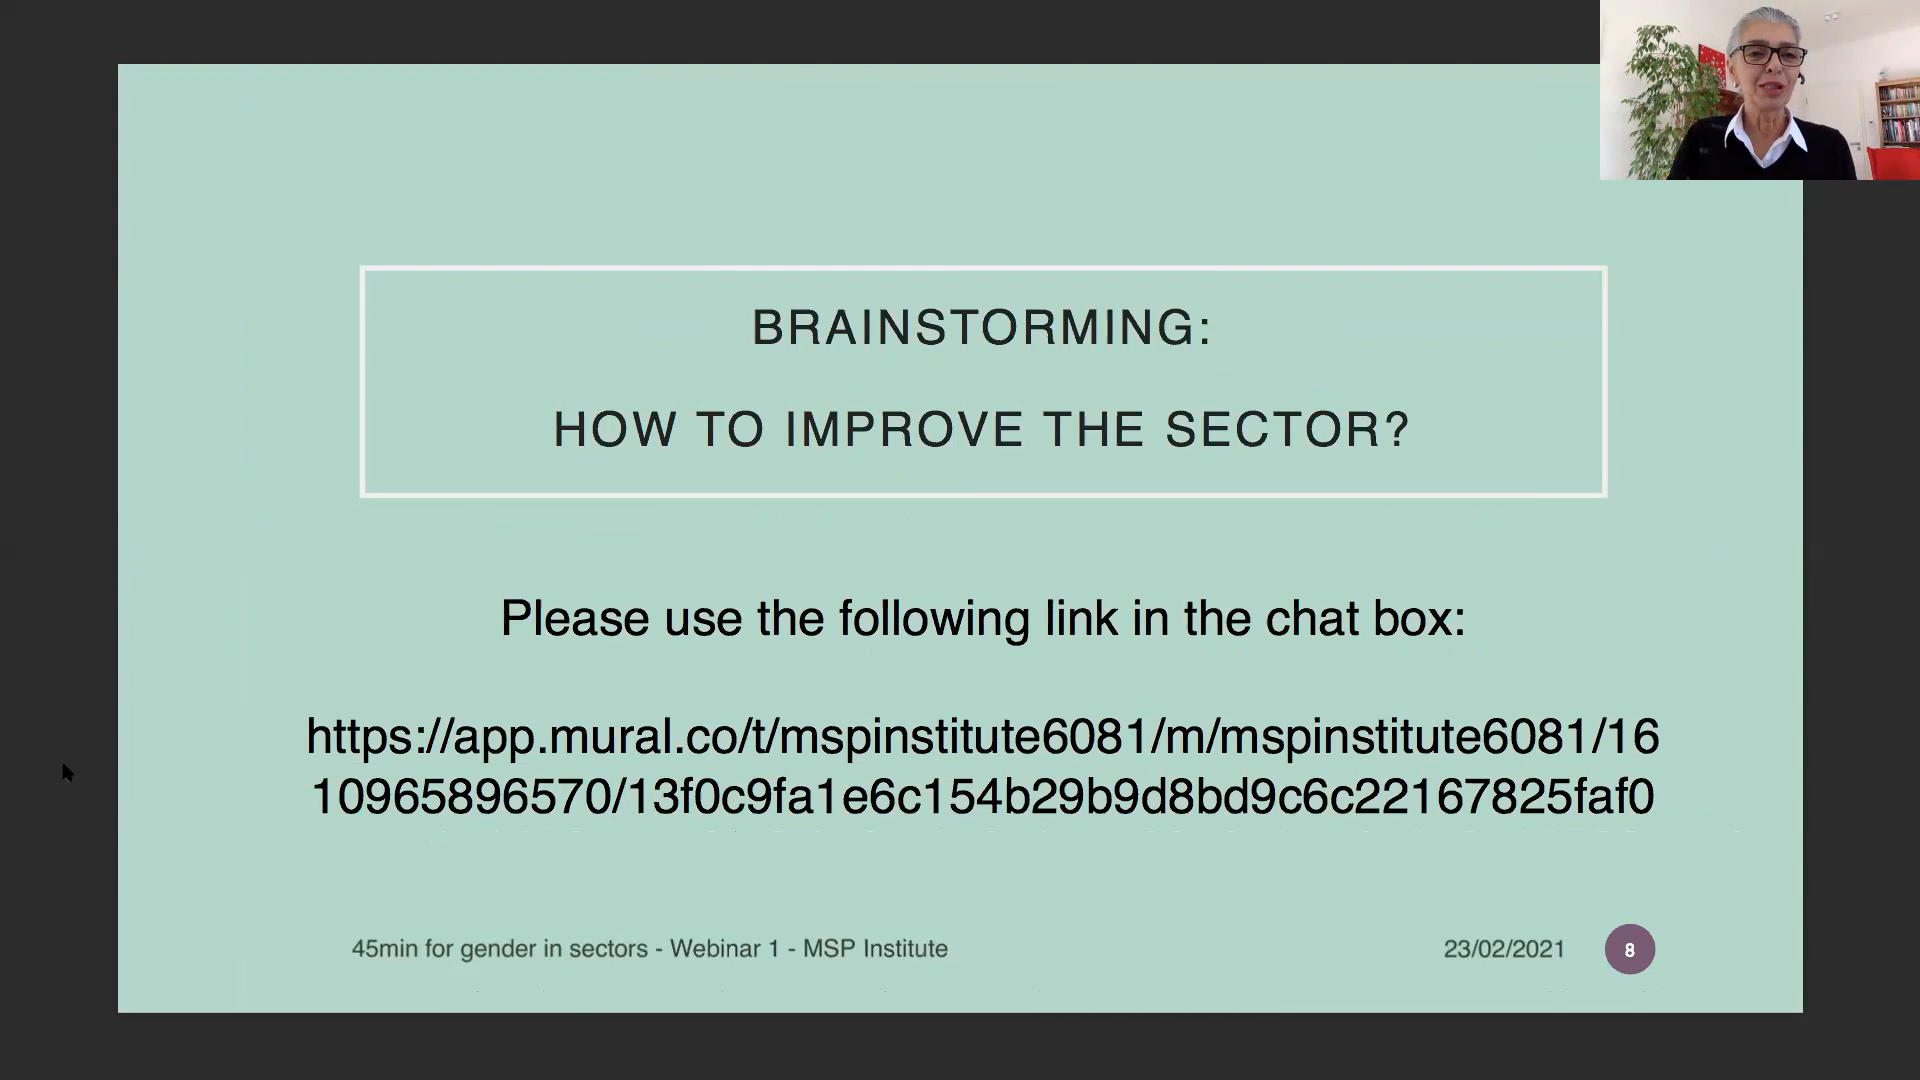 BRAINSTORMING:
HOW TO IMPROVE THE SECTOR?
Please use the following link in the chat box:
https://app.mural.co/t/mspinstitute6081/m/mspinstitute6081/16
10965896570/13f0c9fa1e6c154b29b9d8bd9c6c22167825faf0
45min for gender in sectors - Webinar 1 - MSP Institute
23/02/2021
8